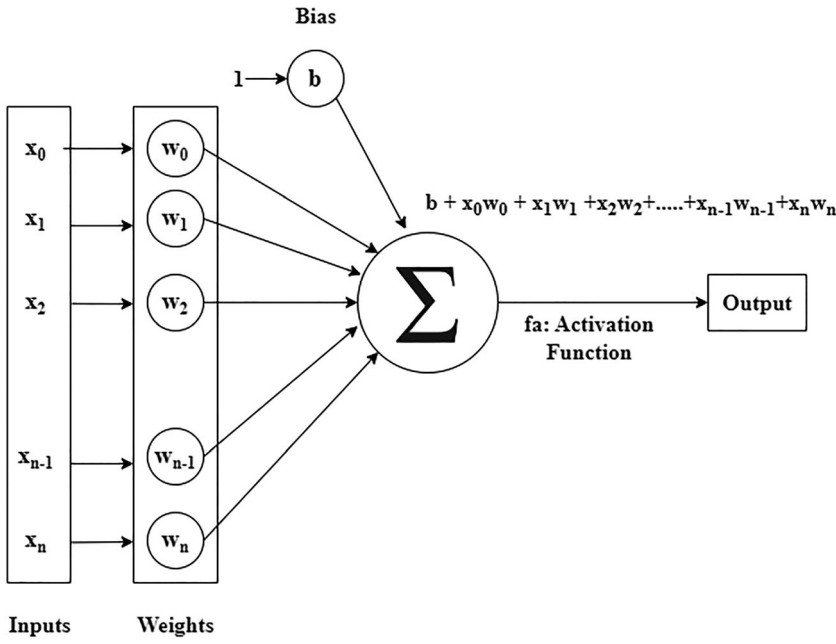 Bias
1 b
x₀ w₀
b + x₀w₀ + x₁w₁ +x₂w₂+.....+xₙ₋₁wₙ₋₁+xₙwₙ
x₁ w₁
x₂ w₂ Σ Output
fa: Activation
Function
xₙ₋₁ wₙ₋₁
xₙ wₙ
Inputs Weights